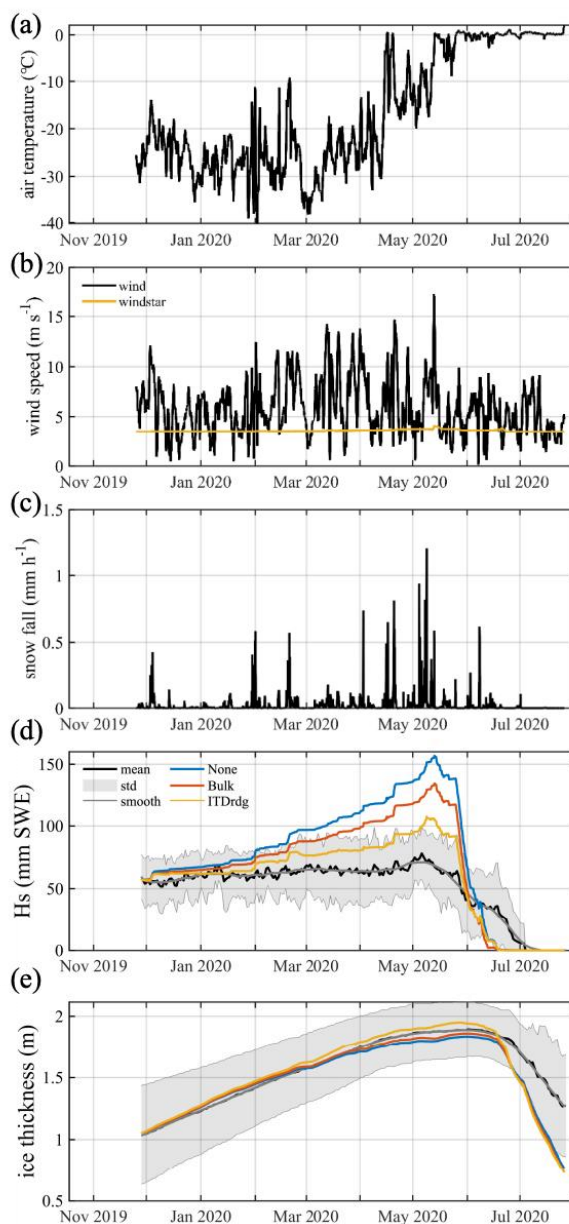 (a)
0
-10
-20
-30
-40
air temperature (°C)
Nov 2019 Jan 2020 Mar 2020 May 2020 Jul 2020
(b)
20
15
10
5
0
wind speed (m s⁻¹)
wind
windstar
Nov 2019 Jan 2020 Mar 2020 May 2020 Jul 2020
(c)
1.5
1
0.5
0
snow fall (mm h⁻¹)
Nov 2019 Jan 2020 Mar 2020 May 2020 Jul 2020
(d)
150
100
50
0
Hs (mm SWE)
mean None
std Bulk
smooth ITDrdg
Nov 2019 Jan 2020 Mar 2020 May 2020 Jul 2020
(e)
2
1.5
1
0.5
ice thickness (m)
Nov 2019 Jan 2020 Mar 2020 May 2020 Jul 2020